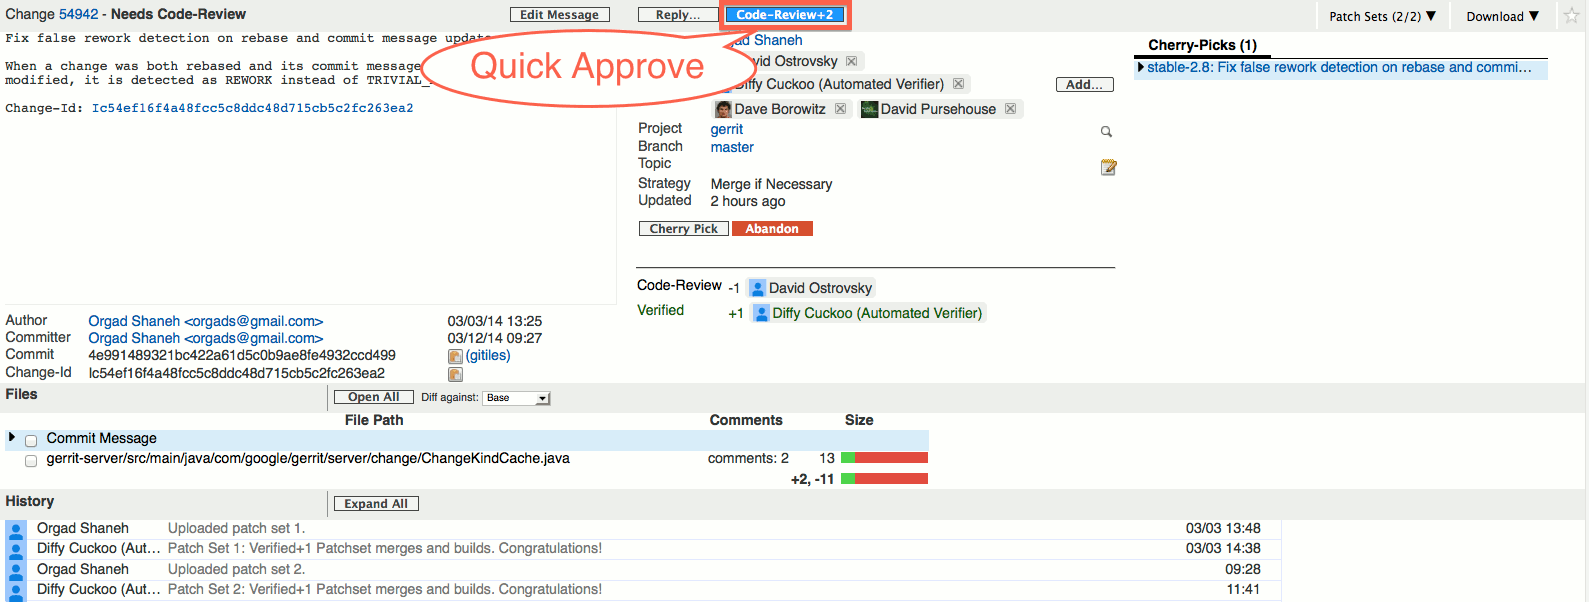 Change 54942 - Needs Code-Review
Edit Message
Reply...
Code-Review+2
Patch Sets (2/2) ▼
Download ▼
Quick Approve
Fix false rework detection on rebase and commit message update
When a change was both rebased and its commit message
modified, it is detected as REWORK instead of TRIVIAL_
Change-Id: Ic54ef16f4a48fcc5c8ddc48d715cb5c2fc263ea2
Shaneh
Ostrovsky
Diffy Cuckoo (Automated Verifier)
Add...
Dave Borowitz
David Pursehouse
Project gerrit
Branch master
Topic
Strategy Merge if Necessary
Updated 2 hours ago
Cherry Pick
Abandon
Code-Review -1 David Ostrovsky
Verified +1 Diffy Cuckoo (Automated Verifier)
Cherry-Picks (1)
stable-2.8: Fix false rework detection on rebase and commi...
Author Orgad Shaneh <orgads@gmail.com> 03/03/14 13:25
Committer Orgad Shaneh <orgads@gmail.com> 03/12/14 09:27
Commit 4e991489321bc422a61d5c0b9ae8fe4932ccd499 (gitiles)
Change-Id Ic54ef16f4a48fcc5c8ddc48d715cb5c2fc263ea2
Files
Open All
Diff against: Base
File Path Comments Size
Commit Message
gerrit-server/src/main/java/com/google/gerrit/server/change/ChangeKindCache.java comments: 2 13
+2, -11
History
Expand All
Orgad Shaneh Uploaded patch set 1. 03/03 13:48
Diffy Cuckoo (Aut... Patch Set 1: Verified+1 Patchset merges and builds. Congratulations! 03/03 14:38
Orgad Shaneh Uploaded patch set 2. 09:28
Diffy Cuckoo (Aut... Patch Set 2: Verified+1 Patchset merges and builds. Congratulations! 11:41